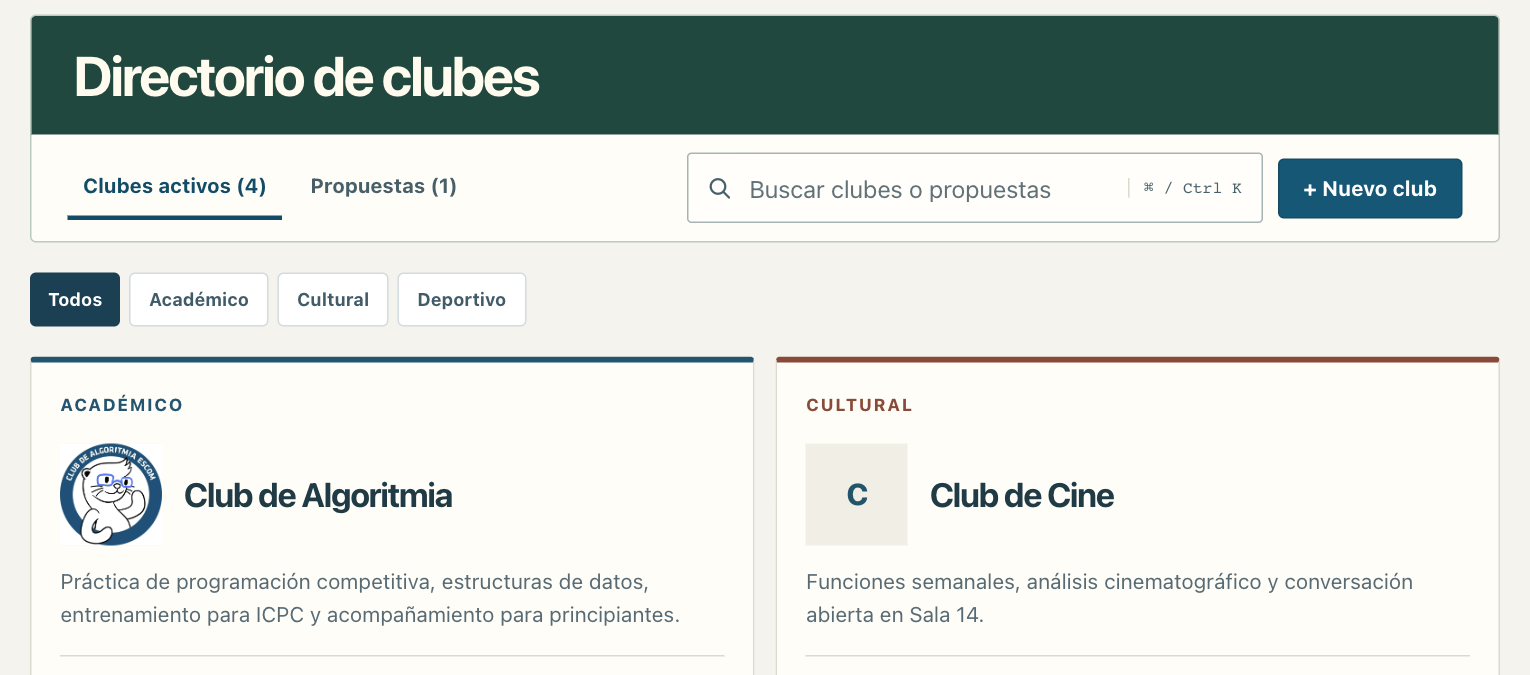 Directorio de clubes
Clubes activos (4)
Propuestas (1)
Buscar clubes o propuestas
⌘ / Ctrl K
+ Nuevo club
Todos
Académico
Cultural
Deportivo
ACADÉMICO
CLUB DE ALGORITMIA ESCOM
Club de Algoritmia
Práctica de programación competitiva, estructuras de datos,
entrenamiento para ICPC y acompañamiento para principiantes.
CULTURAL
C
Club de Cine
Funciones semanales, análisis cinematográfico y conversación
abierta en Sala 14.